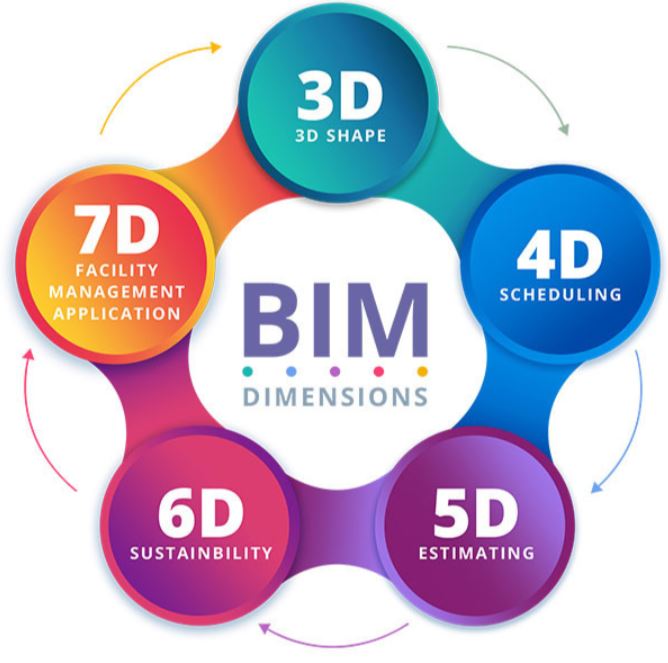 3D
3D SHAPE
4D
SCHEDULING
5D
ESTIMATING
6D
SUSTAINBILITY
7D
FACILITY
MANAGEMENT
APPLICATION
BIM
DIMENSIONS